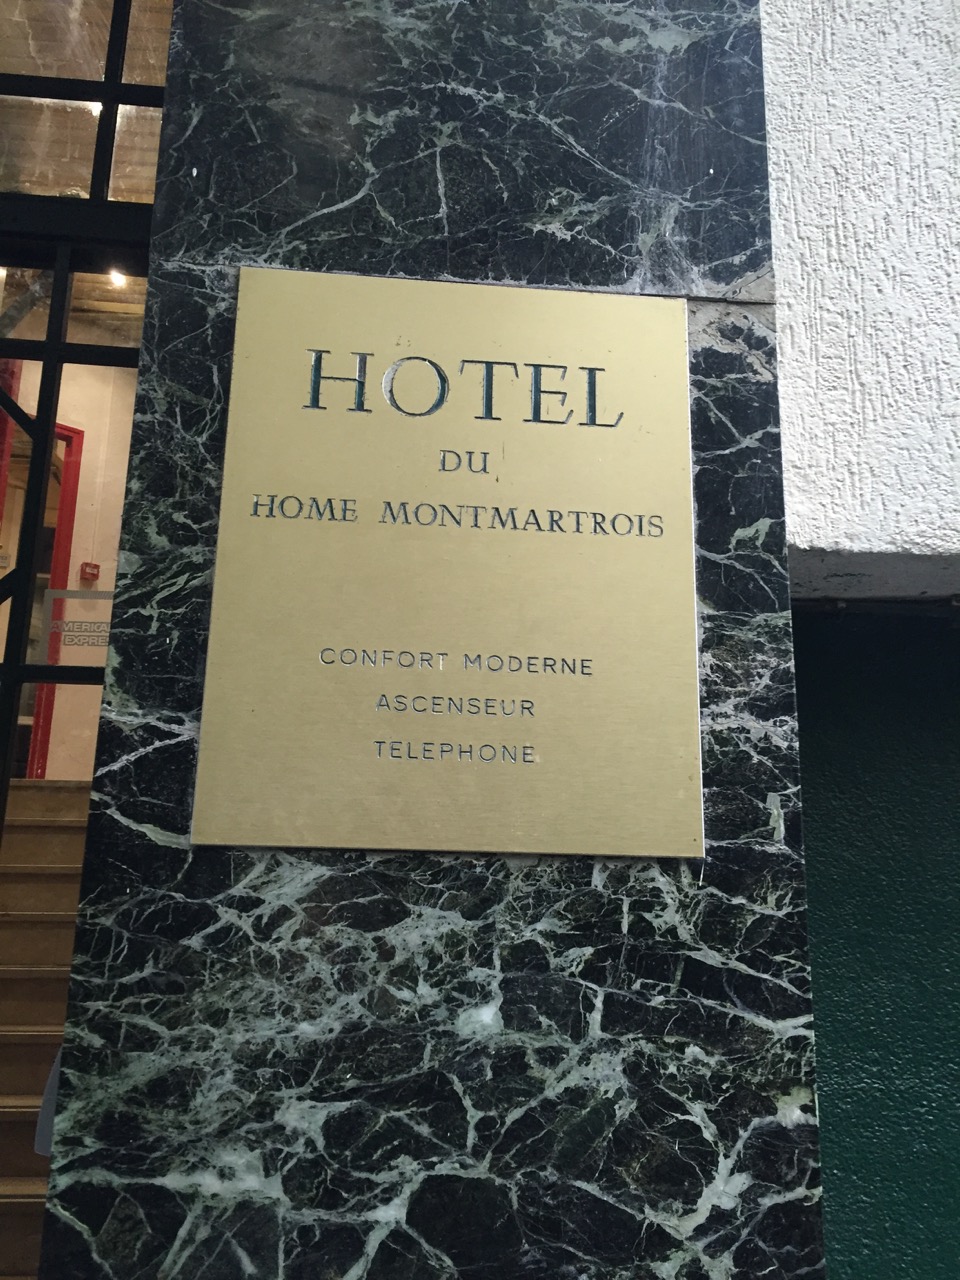 HOTEL
DU
HOME MONTMARTROIS
CONFORT MODERNE
ASCENSEUR
TELEPHONE